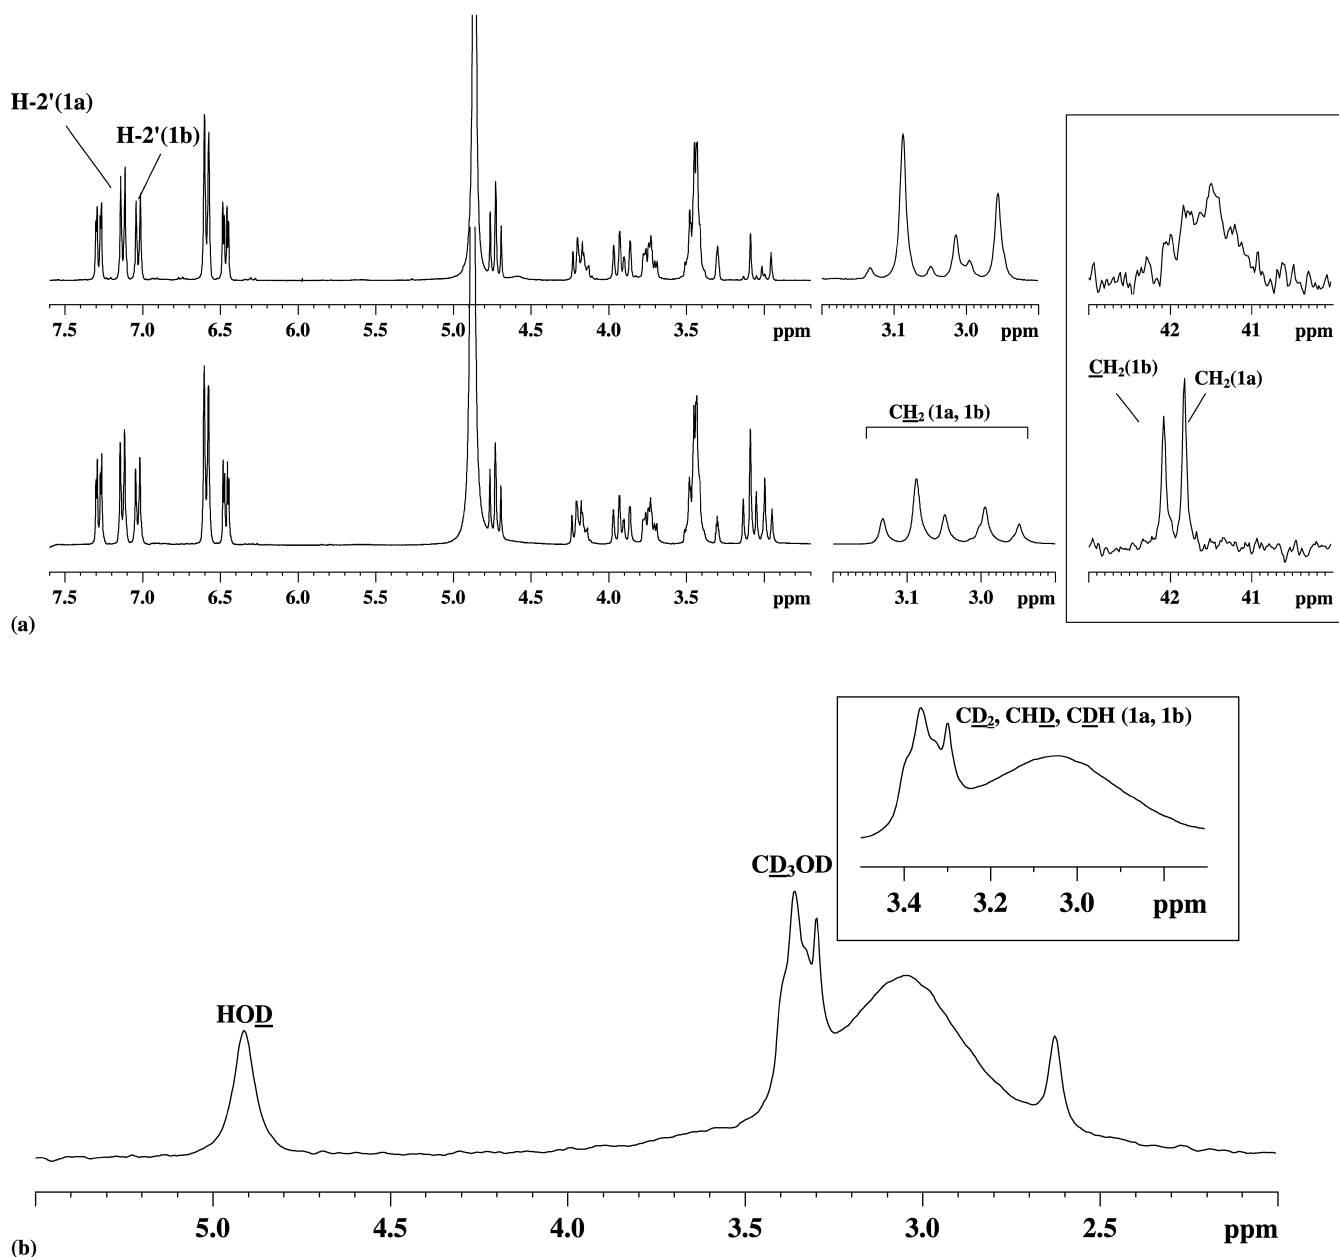 H-2'(1a)
H-2'(1b)
7.5 7.0 6.5 6.0 5.5 5.0 4.5 4.0 3.5 ppm
3.1 3.0 ppm
42 41 ppm
CH₂(1b)
CH₂(1a)
CH₂ (1a, 1b)
7.5 7.0 6.5 6.0 5.5 5.0 4.5 4.0 3.5 ppm
3.1 3.0 ppm
42 41 ppm
(a)
CD₂, CHD, CDH (1a, 1b)
3.4 3.2 3.0 ppm
CD₃OD
HOD
5.0 4.5 4.0 3.5 3.0 2.5 ppm
(b)